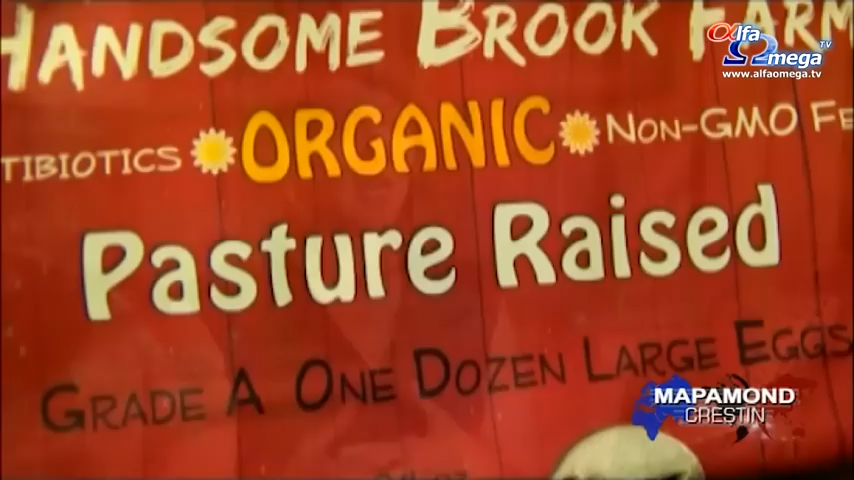 HANDSOME BROOK FARM
alfa Omega TV
www.alfaomega.tv
TIBIOTICS ORGANIC NON-GMO FE
Pasture Raised
GRADE A ONE DOZEN LARGE EGGS
MAPAMOND
CREȘTIN